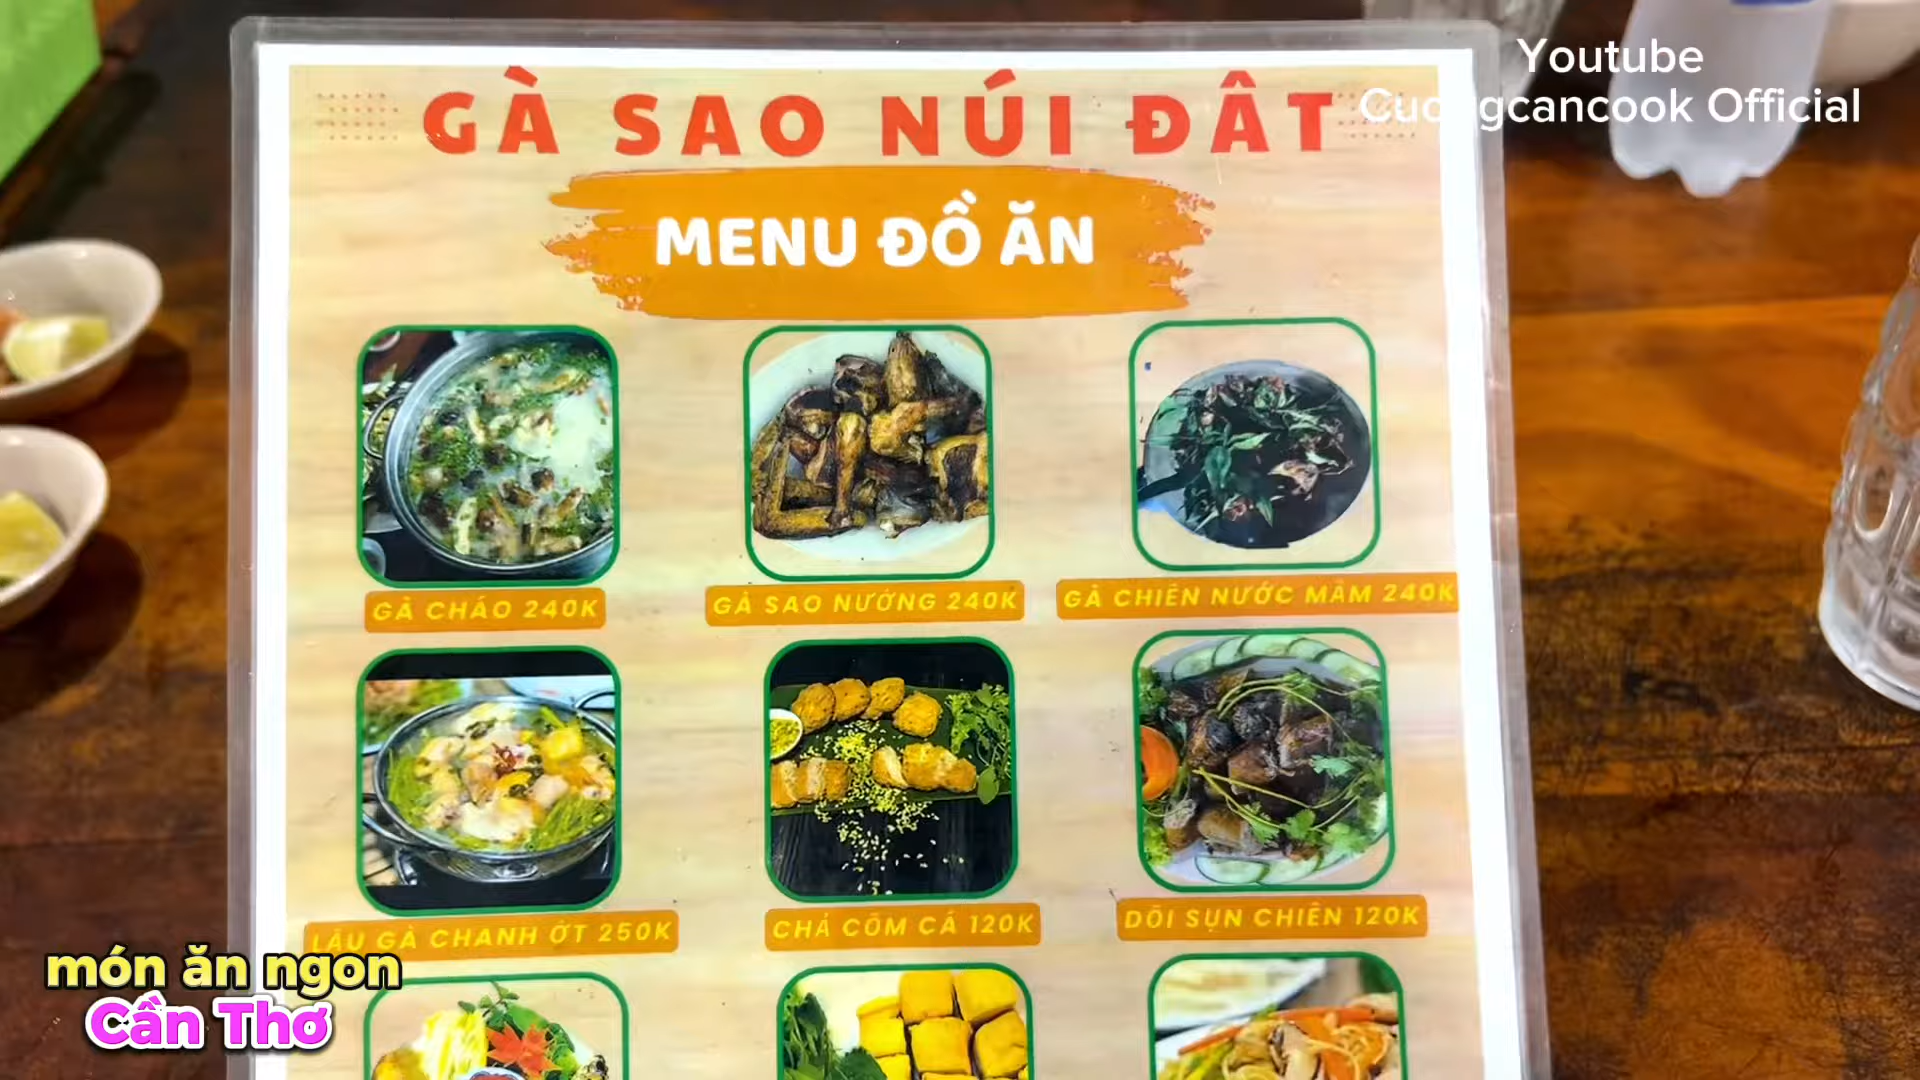 Youtube
Cuongcancook Official
GÀ SAO NÚI ĐẤT
MENU ĐỒ ĂN
GÀ CHÁO 240K
GÀ SAO NƯỚNG 240K
GÀ CHIÊN NƯỚC MẮM 240K
LẨU GÀ CHANH ỚT 250K
CHẢ CỐM CÁ 120K
DỒI SỤN CHIÊN 120K
món ăn ngon
Cần Thơ